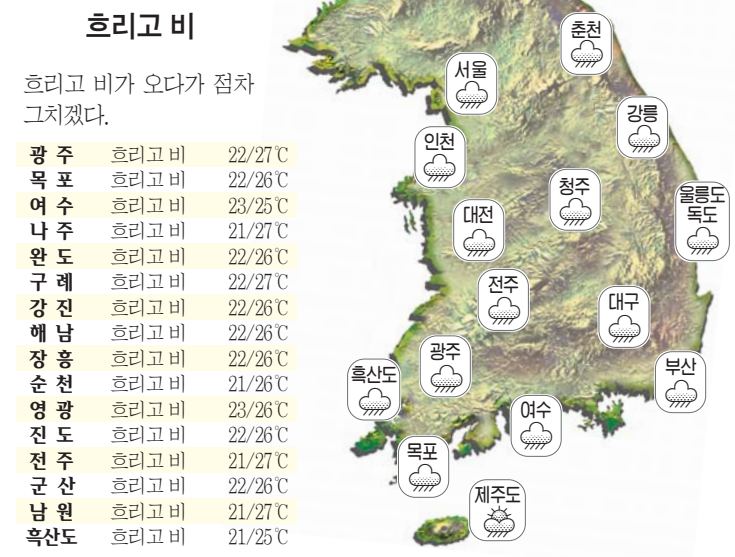 흐리고 비
흐리고 비가 오다가 점차
그치겠다.
광 주 흐리고 비 22/27℃
목 포 흐리고 비 22/26℃
여 수 흐리고 비 23/25℃
나 주 흐리고 비 21/27℃
완 도 흐리고 비 22/26℃
구 례 흐리고 비 22/27℃
강 진 흐리고 비 22/26℃
해 남 흐리고 비 22/26℃
장 흥 흐리고 비 22/26℃
순 천 흐리고 비 21/26℃
영 광 흐리고 비 23/26℃
진 도 흐리고 비 22/26℃
전 주 흐리고 비 21/27℃
군 산 흐리고 비 22/26℃
남 원 흐리고 비 21/27℃
흑산도 흐리고 비 21/25℃
춘천
서울
강릉
인천
청주
울릉도
독도
대전
전주
대구
광주
부산
흑산도
여수
목포
제주도